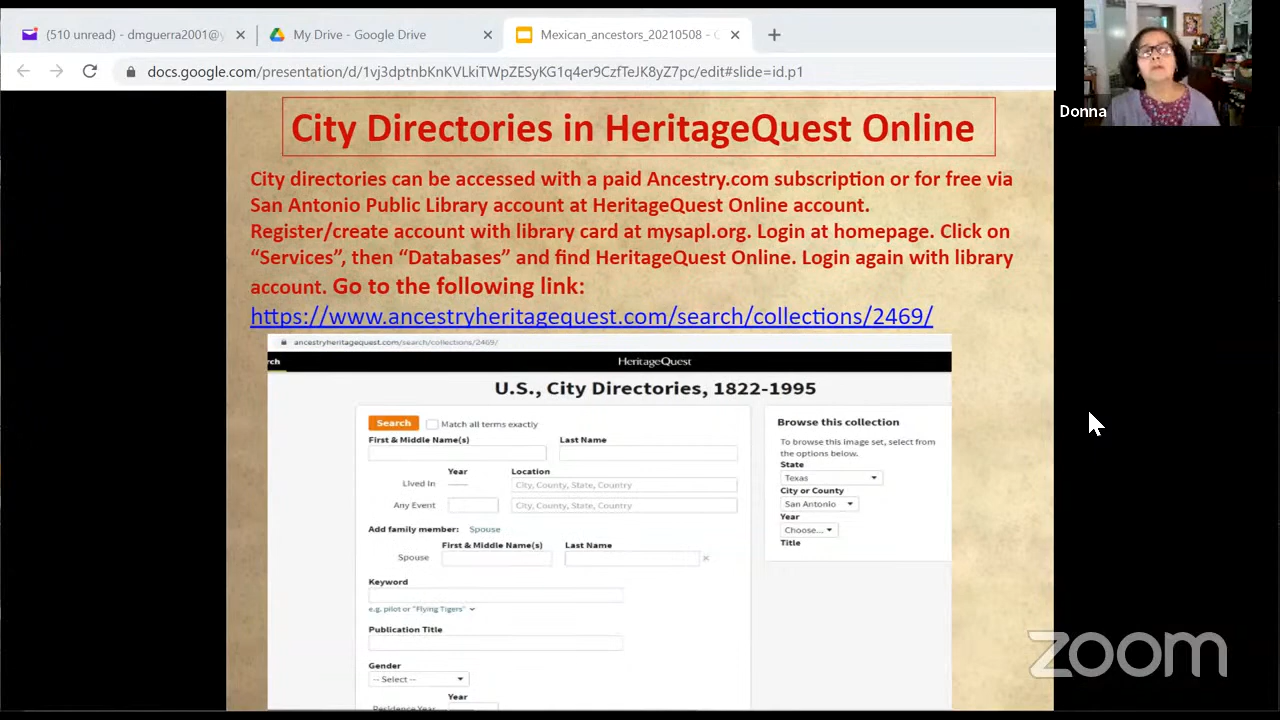 (510 unread) - dmguerra2001@y
My Drive - Google Drive
Mexican_ancestors_20210508 - G
docs.google.com/presentation/d/1vj3dptnbKnKVLkiTWpZESyKG1q4er9CzfTeJK8yZ7pc/edit#slide=id.p1
Donna
City Directories in HeritageQuest Online
City directories can be accessed with a paid Ancestry.com subscription or for free via
San Antonio Public Library account at HeritageQuest Online account.
Register/create account with library card at mysapl.org. Login at homepage. Click on
“Services”, then “Databases” and find HeritageQuest Online. Login again with library
account. Go to the following link:
https://www.ancestryheritagequest.com/search/collections/2469/
ancestryheritagequest.com/search/collections/2469/
rch
HeritageQuest
U.S., City Directories, 1822-1995
Search
Match all terms exactly
First & Middle Name(s) Last Name
Year Location
Lived In City, County, State, Country
Any Event City, County, State, Country
Add family member: Spouse
First & Middle Name(s) Last Name
Spouse ×
Keyword
e.g. pilot or "Flying Tigers"
Publication Title
Gender
-- Select --
Year
Residence Year
Browse this collection
To browse this image set, select from
the options below.
State
Texas
City or County
San Antonio
Year
Choose...
Title
zoom